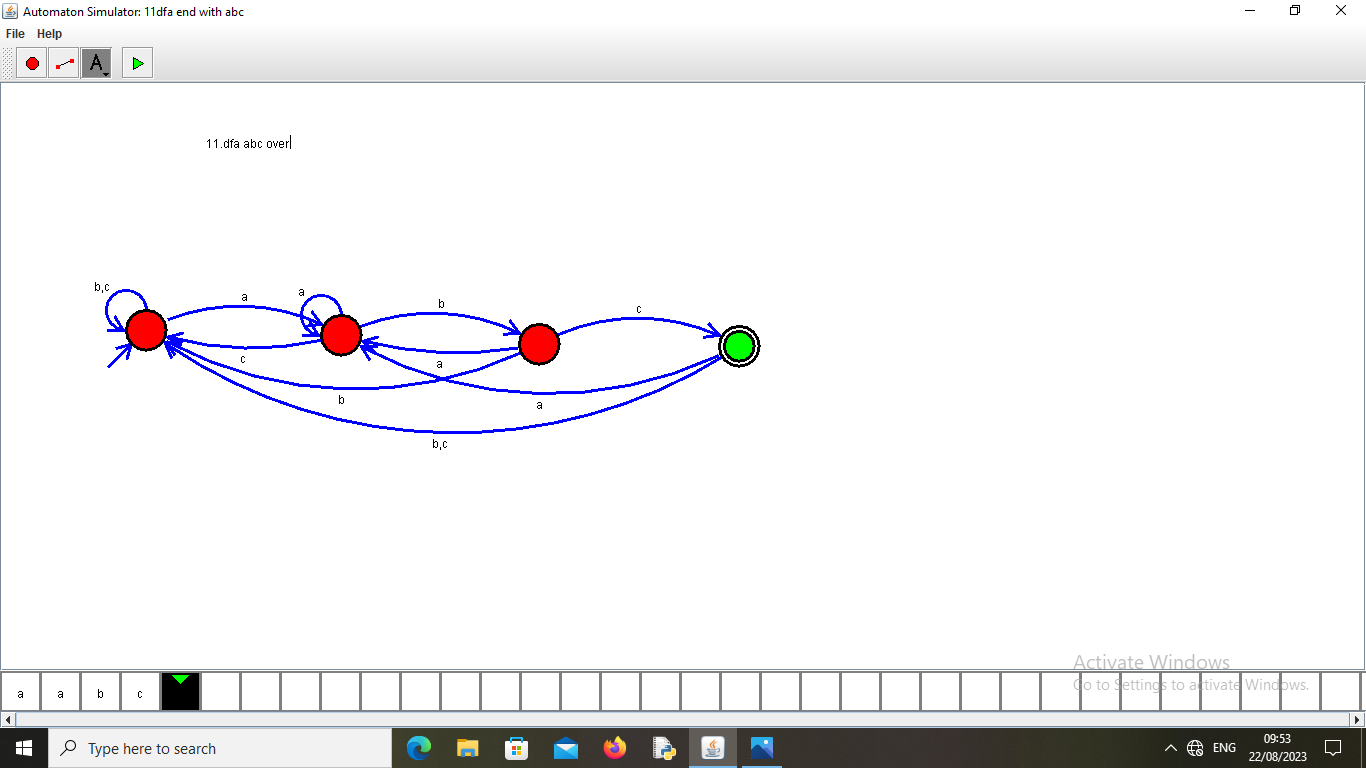 Automaton Simulator: 11dfa end with abc
File Help
A
11.dfa abc over
b,c
a
a
b
c
c
a
b
a
b,c
Activate Windows
Go to Settings to activate Windows.
a a b c
Type here to search
ENG
09:53
22/08/2023